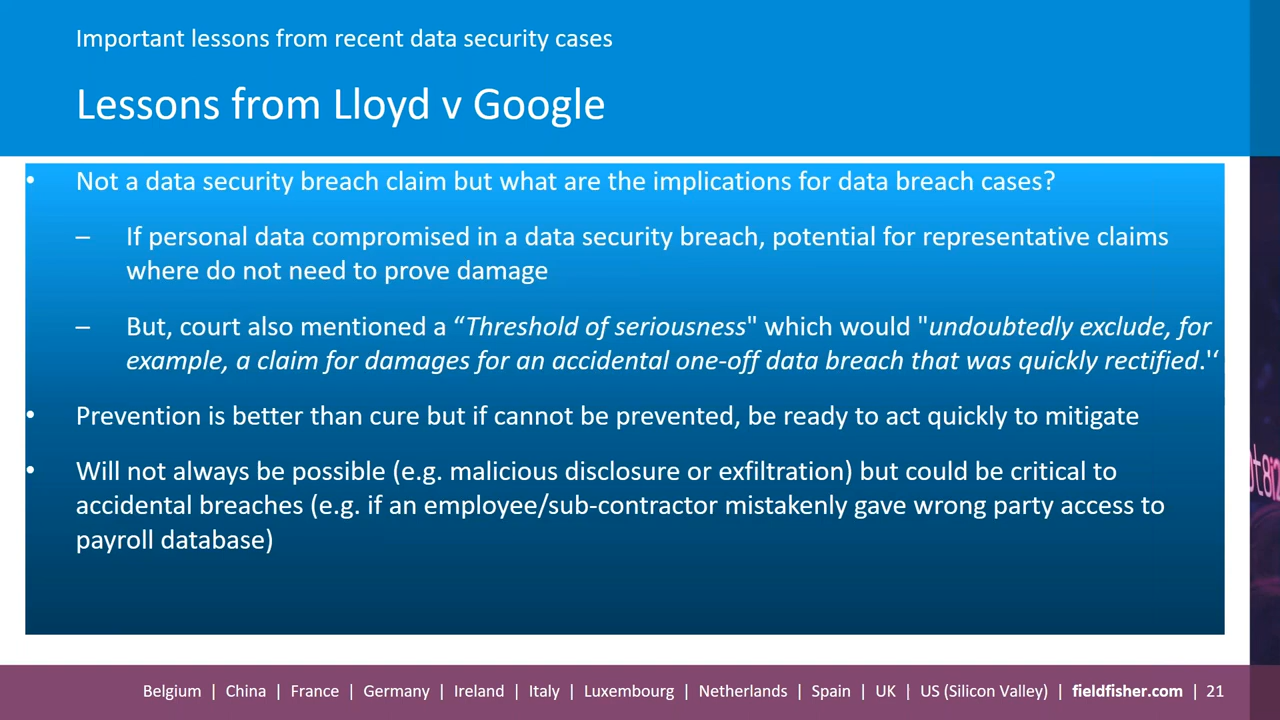 Important lessons from recent data security cases
Lessons from Lloyd v Google
• Not a data security breach claim but what are the implications for data breach cases?
– If personal data compromised in a data security breach, potential for representative claims
where do not need to prove damage
– But, court also mentioned a “Threshold of seriousness" which would "undoubtedly exclude, for
example, a claim for damages for an accidental one-off data breach that was quickly rectified.'‘
• Prevention is better than cure but if cannot be prevented, be ready to act quickly to mitigate
• Will not always be possible (e.g. malicious disclosure or exfiltration) but could be critical to
accidental breaches (e.g. if an employee/sub-contractor mistakenly gave wrong party access to
payroll database)
Belgium | China | France | Germany | Ireland | Italy | Luxembourg | Netherlands | Spain | UK | US (Silicon Valley) | fieldfisher.com | 21